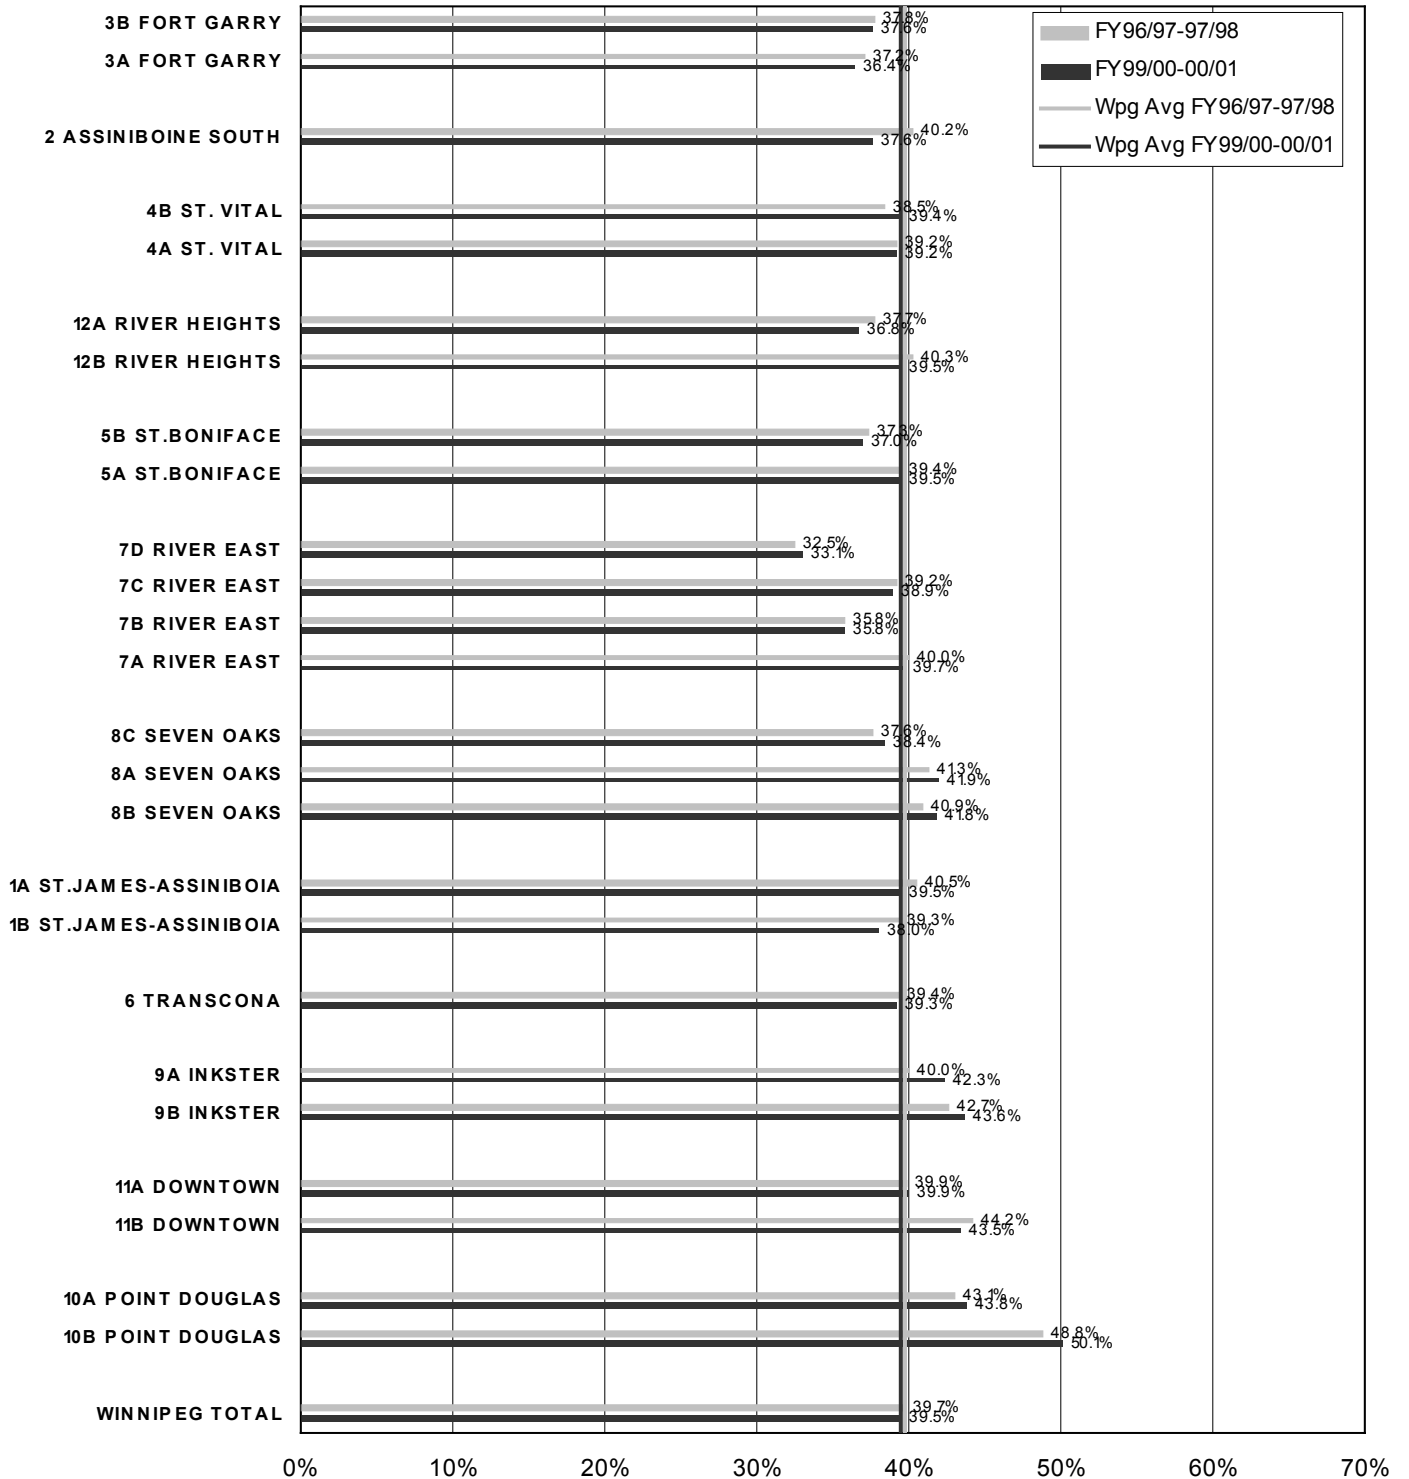 FY96/97-97/98
FY99/00-00/01
Wpg Avg FY96/97-97/98
Wpg Avg FY99/00-00/01
3B FORT GARRY
37.8%
37.6%
3A FORT GARRY
37.2%
36.4%
2 ASSINIBOINE SOUTH
40.2%
37.6%
4B ST. VITAL
38.5%
39.4%
4A ST. VITAL
39.2%
39.2%
12A RIVER HEIGHTS
37.7%
36.8%
12B RIVER HEIGHTS
40.3%
39.5%
5B ST.BONIFACE
37.3%
37.0%
5A ST.BONIFACE
39.4%
39.5%
7D RIVER EAST
32.5%
33.1%
7C RIVER EAST
39.2%
38.9%
7B RIVER EAST
35.8%
35.8%
7A RIVER EAST
40.0%
39.7%
8C SEVEN OAKS
37.6%
38.4%
8A SEVEN OAKS
41.3%
41.9%
8B SEVEN OAKS
40.9%
41.8%
1A ST.JAMES-ASSINIBOIA
40.5%
39.5%
1B ST.JAMES-ASSINIBOIA
39.3%
38.0%
6 TRANSCONA
39.4%
39.3%
9A INKSTER
40.0%
42.3%
9B INKSTER
42.7%
43.6%
11A DOWNTOWN
39.9%
39.9%
11B DOWNTOWN
44.2%
43.5%
10A POINT DOUGLAS
43.1%
43.8%
10B POINT DOUGLAS
48.8%
50.1%
WINNIPEG TOTAL
39.7%
39.5%
0% 10% 20% 30% 40% 50% 60% 70%